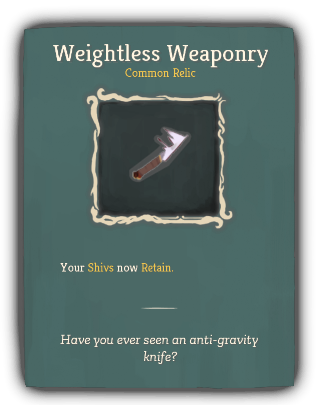 Weightless Weaponry
Common Relic
Your Shivs now Retain.
Have you ever seen an anti-gravity
knife?